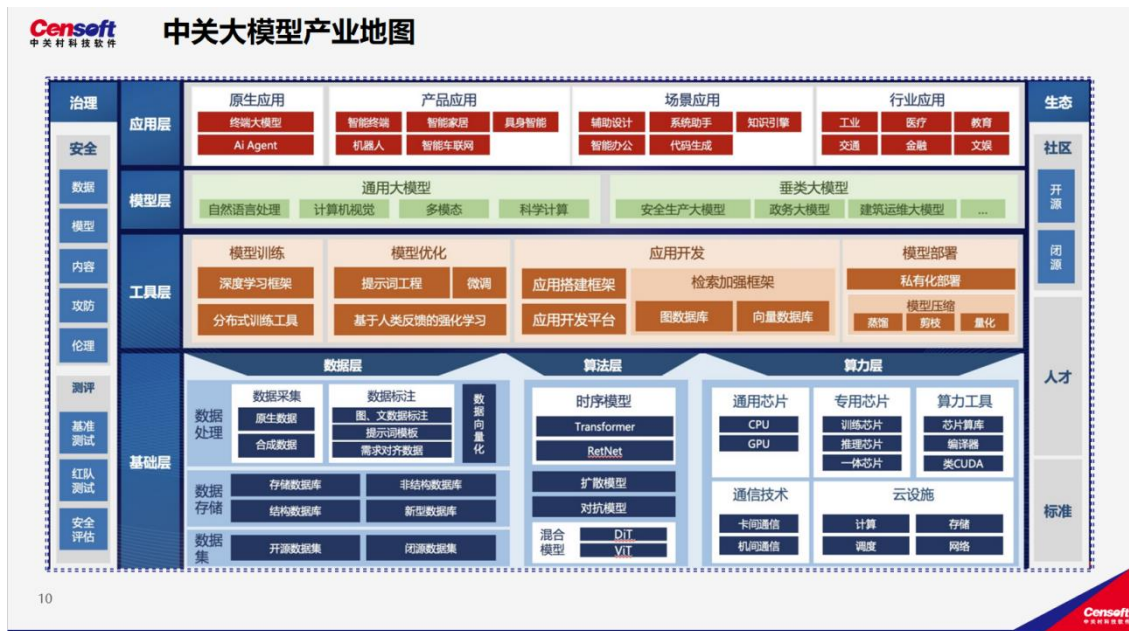 Censoft
中关村科技软件
中关大模型产业地图
治理
安全
数据
模型
内容
攻防
伦理
测评
基准
测试
红队
测试
安全
评估
应用层
原生应用
终端大模型
Ai Agent
产品应用
智能终端 智能家居 具身智能
机器人 智能车联网
场景应用
辅助设计 系统助手 知识引擎
智能办公 代码生成
行业应用
工业 医疗 教育
交通 金融 文娱
模型层
通用大模型
自然语言处理 计算机视觉 多模态 科学计算
垂类大模型
安全生产大模型 政务大模型 建筑运维大模型 ...
工具层
模型训练
深度学习框架
分布式训练工具
模型优化
提示词工程 微调
基于人类反馈的强化学习
应用开发
应用搭建框架
应用开发平台
检索加强框架
图数据库 向量数据库
模型部署
私有化部署
模型压缩
蒸馏 剪枝 量化
基础层
数据层
数据
处理
数据采集
原生数据
合成数据
数据标注
图、文数据标注
提示词模板
需求对齐数据
数据向量化
数据
存储
存储数据库 非结构数据库
结构数据库 新型数据库
数据
集
开源数据集 闭源数据集
算法层
时序模型
Transformer
RetNet
扩散模型
对抗模型
混合
模型
DiT
ViT
算力层
通用芯片
CPU
GPU
专用芯片
训练芯片
推理芯片
一体芯片
算力工具
芯片算库
编译器
类CUDA
通信技术
卡间通信
机间通信
云设施
计算 存储
调度 网络
生态
社区
开
源
闭
源
人才
标准
10
Censoft
中关村科技软件